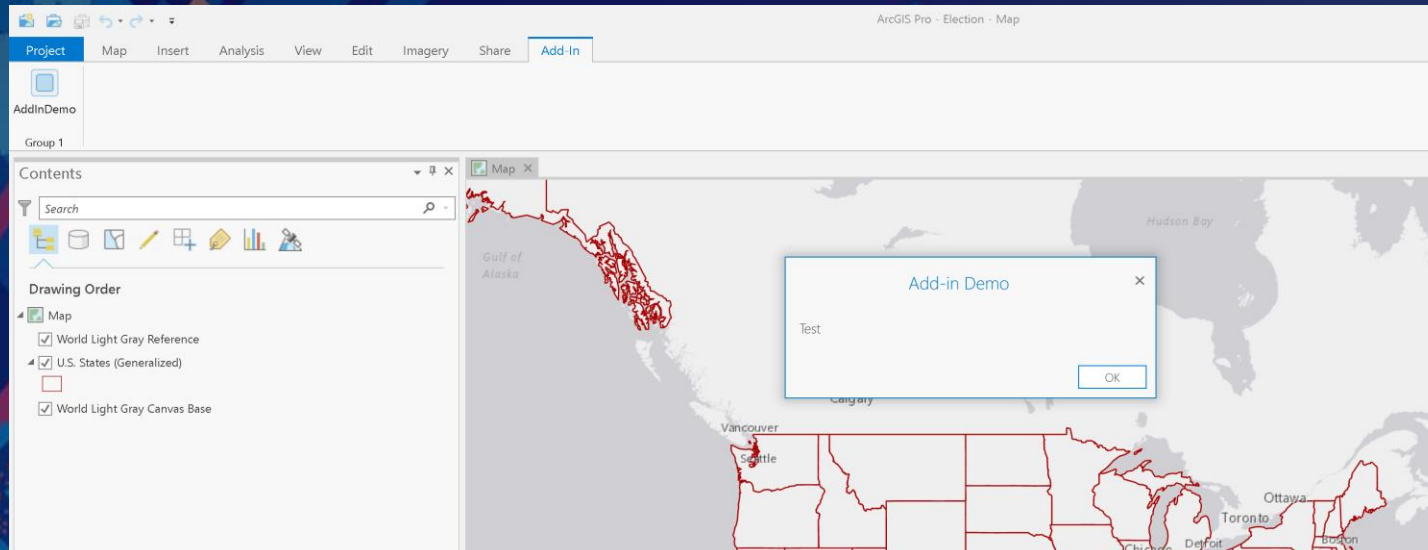 ArcGIS Pro - Election - Map
Project Map Insert Analysis View Edit Imagery Share Add-In
AddInDemo
Group 1
Contents
Search
Drawing Order
Map
World Light Gray Reference
U.S. States (Generalized)
World Light Gray Canvas Base
Map
Hudson Bay
Gulf of
Alaska
Add-in Demo
Test
OK
Calgary
Vancouver
Seattle
Ottawa
Toronto
Chicago Detroit Boston